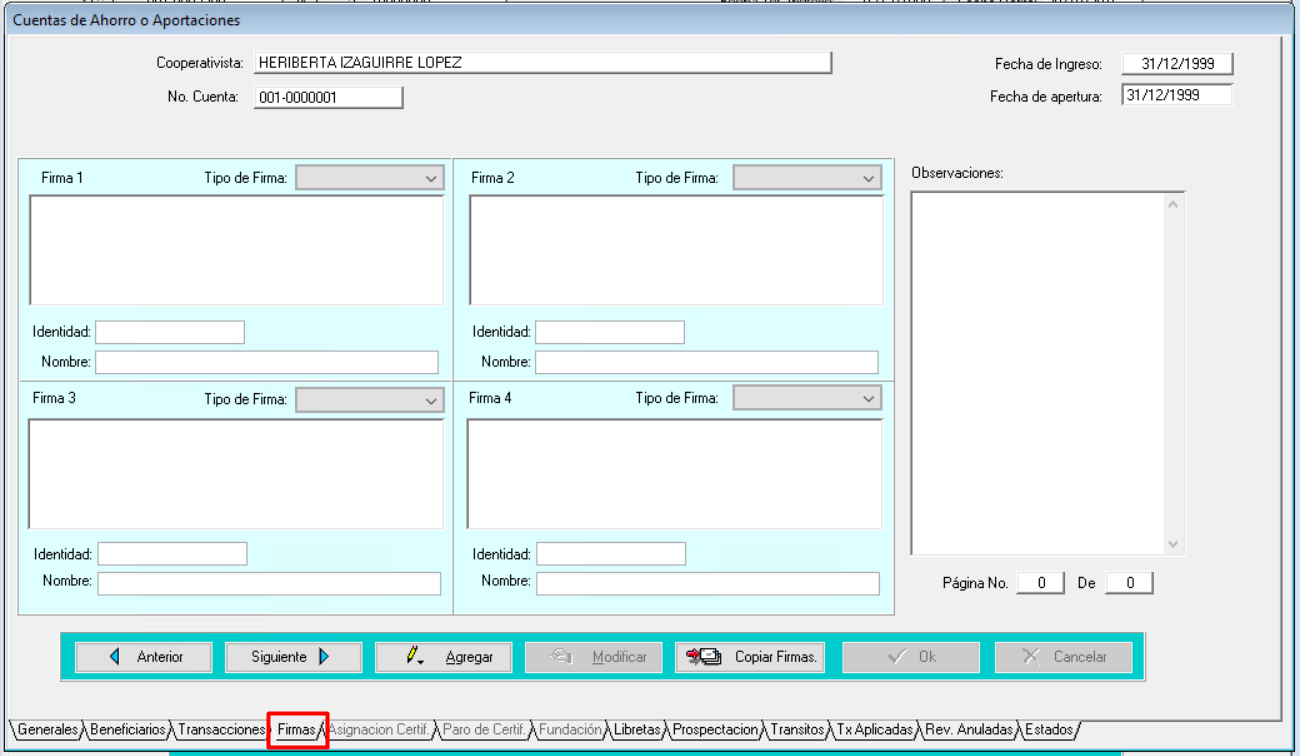 Cuentas de Ahorro o Aportaciones
Cooperativista: HERIBERTA IZAGUIRRE LOPEZ
Fecha de Ingreso: 31/12/1999
No. Cuenta: 001-0000001
Fecha de apertura: 31/12/1999
Firma 1 Tipo de Firma:
Firma 2 Tipo de Firma:
Observaciones:
Identidad:
Nombre:
Identidad:
Nombre:
Firma 3 Tipo de Firma:
Firma 4 Tipo de Firma:
Identidad:
Nombre:
Identidad:
Nombre:
Página No. 0 De 0
Anterior Siguiente Agregar Modificar Copiar Firmas. Ok Cancelar
Generales Beneficiarios Transacciones Firmas Asignacion Certif. Paro de Certif. Fundación Libretas Prospectacion Transitos Tx Aplicadas Rev. Anuladas Estados